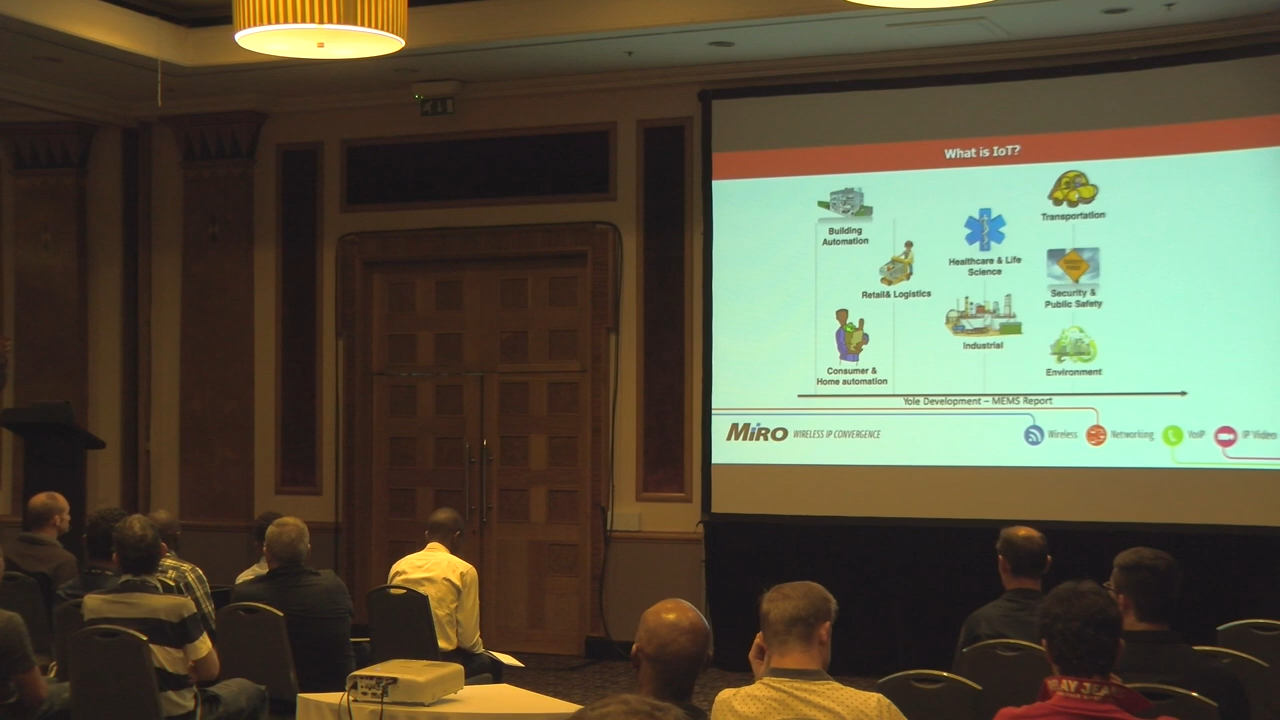 What is IoT?
Transportation
Building
Automation
Healthcare & Life
Science
Retail& Logistics
Security &
Public Safety
Industrial
Consumer &
Home automation
Environment
Yole Development – MEMS Report
MiRO WIRELESS IP CONVERGENCE
Wireless
Networking
VoIP
IP Video